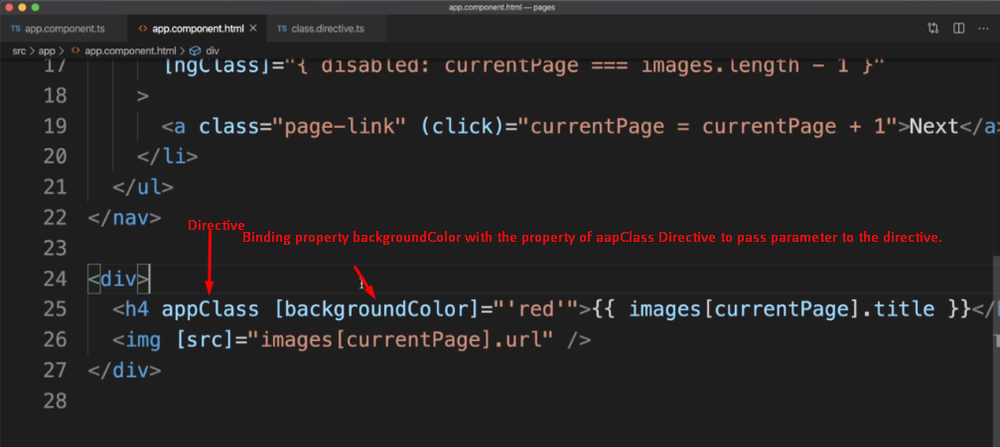 app.component.html — pages
TS app.component.ts <> app.component.html × TS class.directive.ts ...
src > app > <> app.component.html > div
17 [ngClass]="{ disabled: currentPage === images.length - 1 }"
18 >
19 <a class="page-link" (click)="currentPage = currentPage + 1">Next</a>
20 </li>
21 </ul>
22 </nav>
Directive
Binding property backgroundColor with the property of aapClass Directive to pass parameter to the directive.
23
24 <div>
25 <h4 appClass [backgroundColor]="'red'">{{ images[currentPage].title }}</
26 <img [src]="images[currentPage].url" />
27 </div>
28